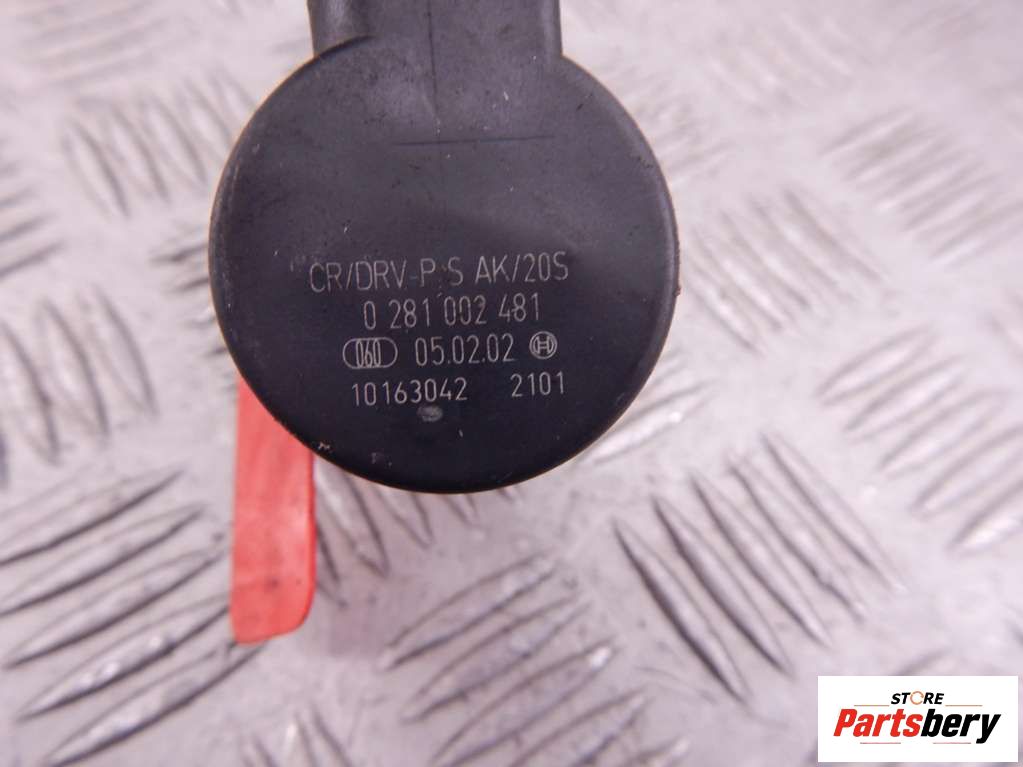 CR/DRV-P S AK/20S
0 281 002 481
060 05.02.02
10163042 2101
STORE
Partsbery